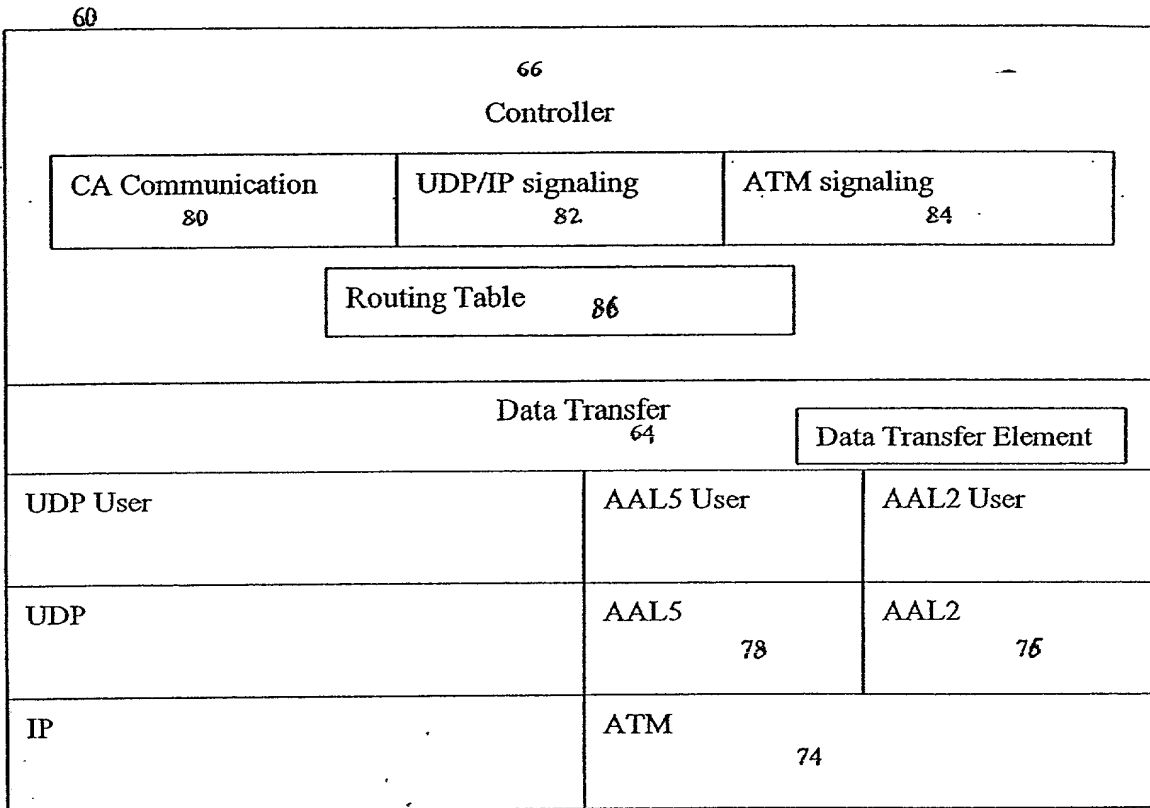 60
66
Controller
CA Communication
80
UDP/IP signaling
82
ATM signaling
84
Routing Table 86
Data Transfer
64
Data Transfer Element
UDP User
AAL5 User
AAL2 User
UDP
AAL5
78
AAL2
76
IP
ATM
74